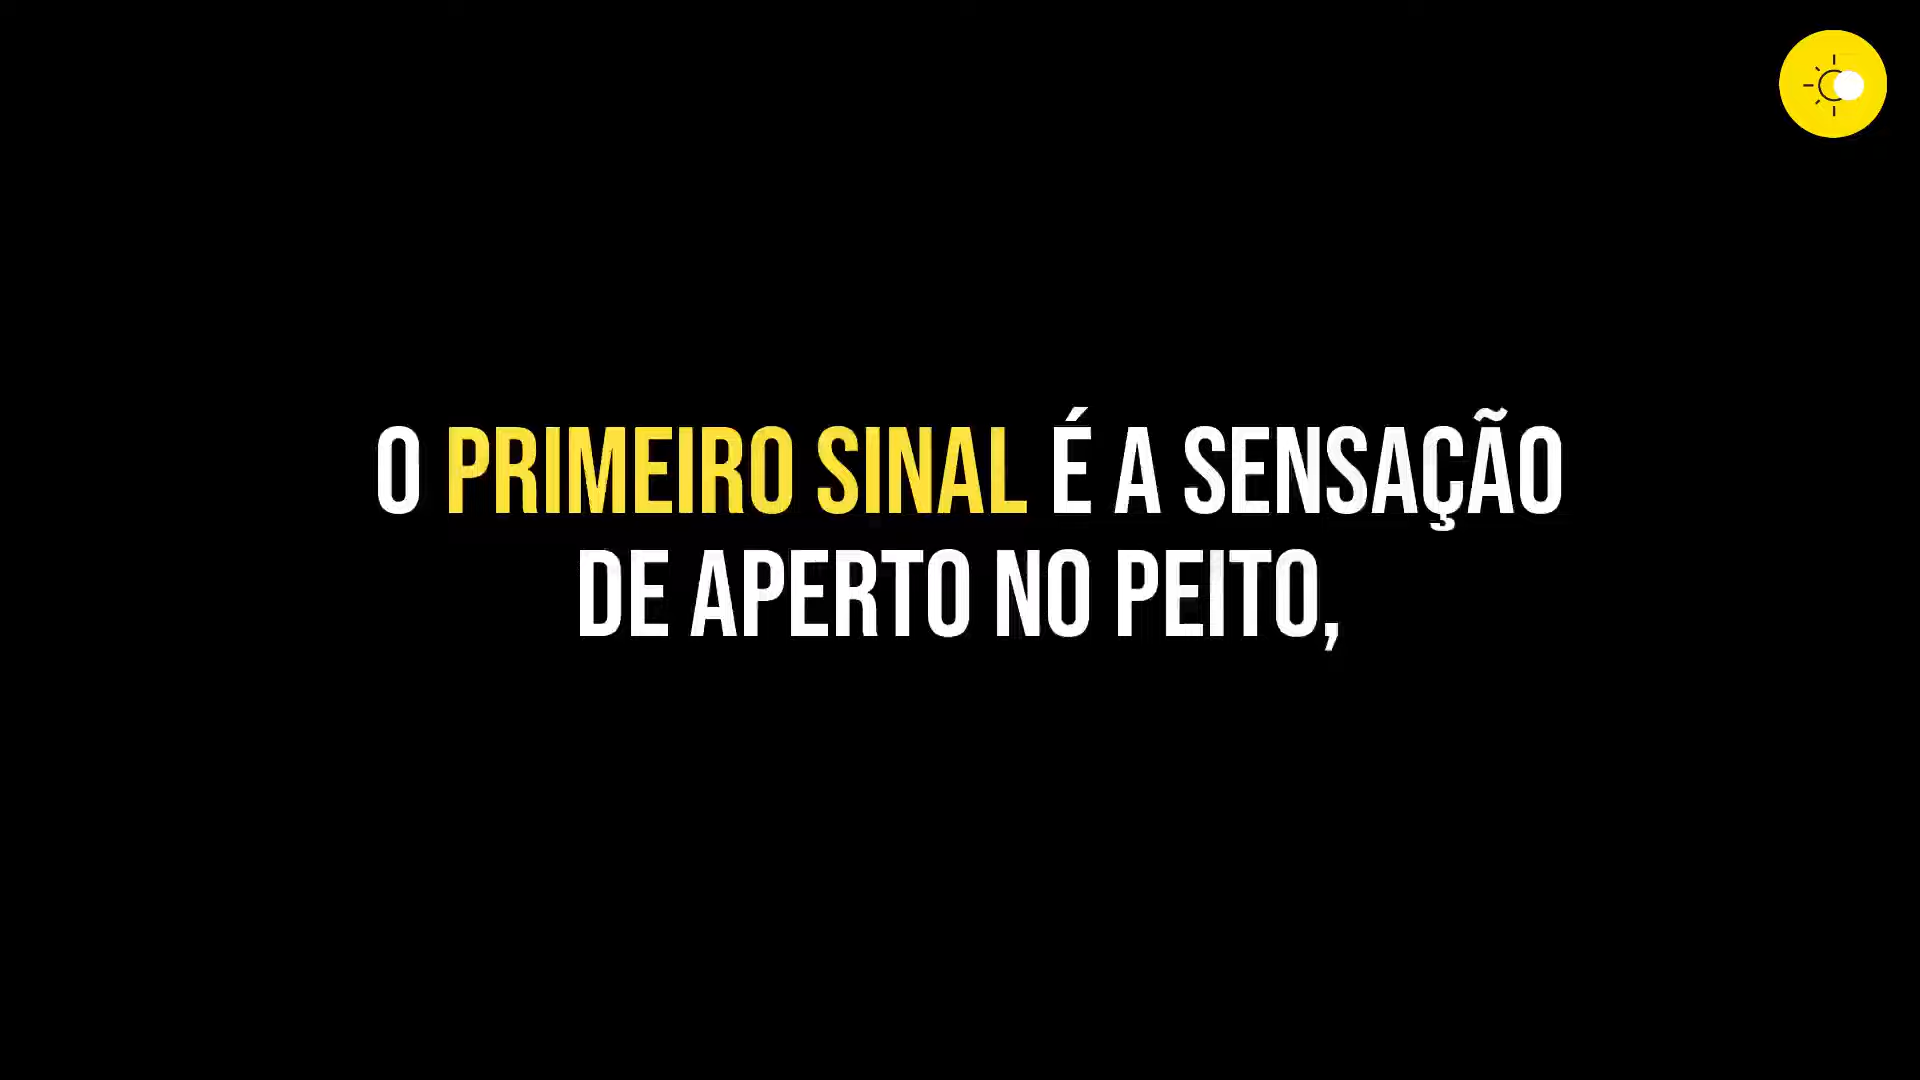 O PRIMEIRO SINAL É A SENSAÇÃO
DE APERTO NO PEITO,